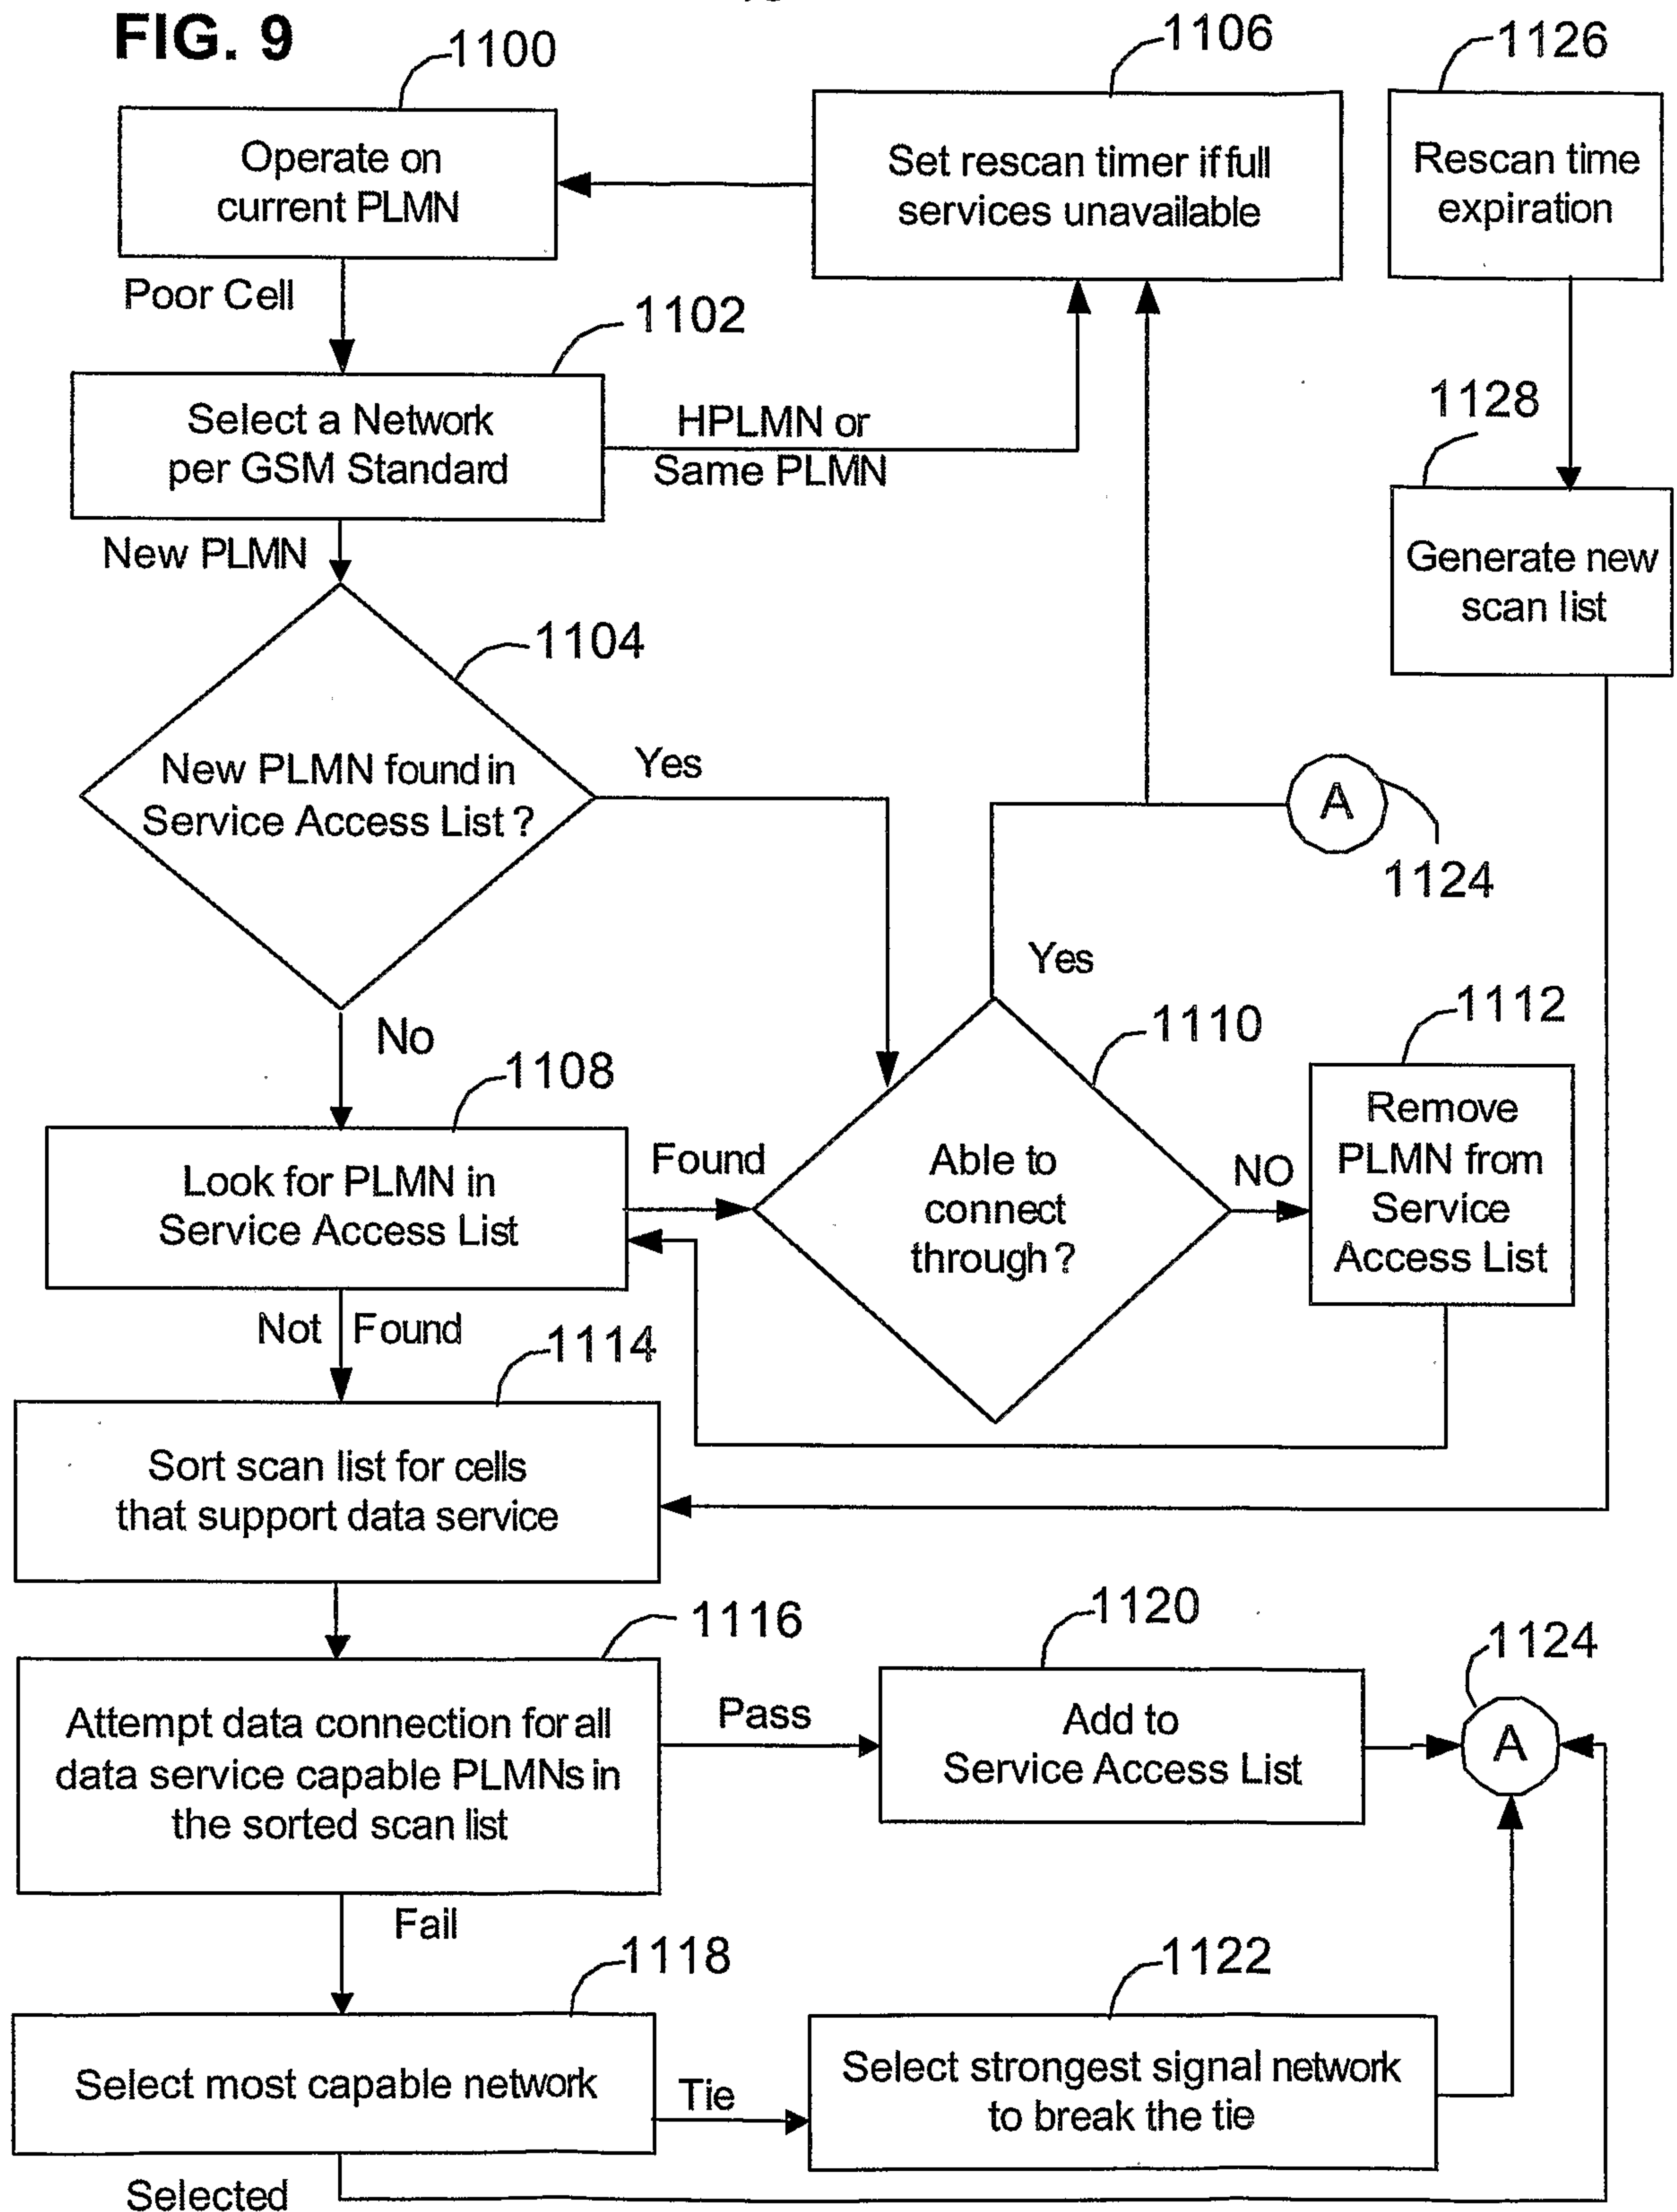 FIG. 9
1100
Operate on
current PLMN
1106
Set rescan timer if full
services unavailable
1126
Rescan time
expiration
Poor Cell
1102
Select a Network
per GSM Standard
HPLMN or
Same PLMN
1128
Generate new
scan list
New PLMN
1104
New PLMN found in
Service Access List ?
Yes
A
1124
No
Yes
1108
Look for PLMN in
Service Access List
Found
1110
Able to
connect
through ?
NO
1112
Remove
PLMN from
Service
Access List
Not Found
1114
Sort scan list for cells
that support data service
1116
Attempt data connection for all
data service capable PLMNs in
the sorted scan list
Pass
1120
Add to
Service Access List
1124
A
Fail
1118
Select most capable network
Tie
1122
Select strongest signal network
to break the tie
Selected